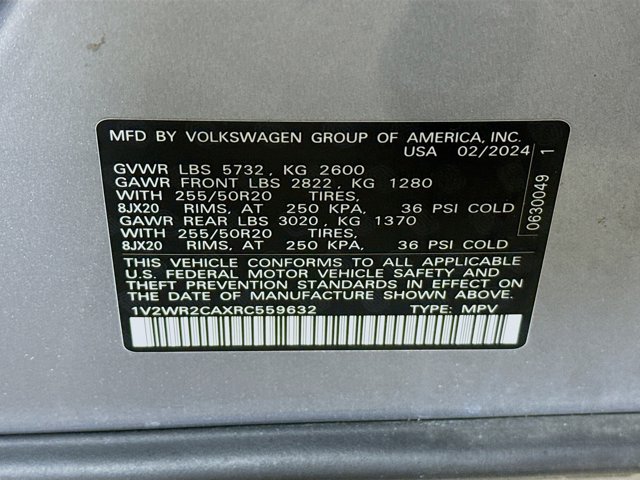 MFD BY VOLKSWAGEN GROUP OF AMERICA, INC.
USA 02/2024
GVWR LBS 5732, KG 2600
GAWR FRONT LBS 2822, KG 1280
WITH 255/50R20 TIRES,
8JX20 RIMS, AT 250 KPA, 36 PSI COLD
GAWR REAR LBS 3020, KG 1370
WITH 255/50R20 TIRES,
8JX20 RIMS, AT 250 KPA, 36 PSI COLD
THIS VEHICLE CONFORMS TO ALL APPLICABLE
U.S. FEDERAL MOTOR VEHICLE SAFETY AND
THEFT PREVENTION STANDARDS IN EFFECT ON
THE DATE OF MANUFACTURE SHOWN ABOVE.
1V2WR2CAXRC559632 TYPE: MPV
0630049 1